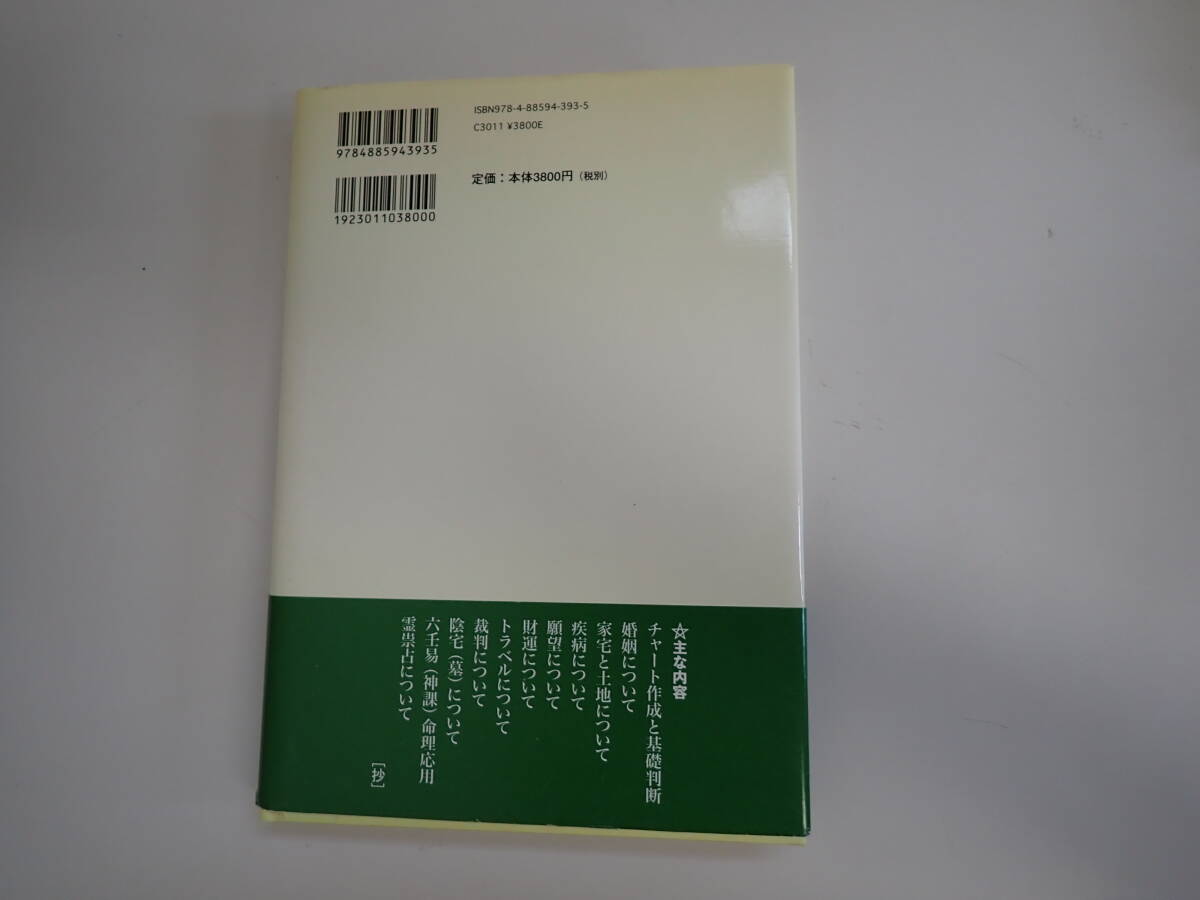 ISBN978-4-88594-393-5
C3011 ¥3800E
9784885943935
定価：本体3800円（税別）
1923011038000
☆主な内容
チャート作成と基礎判断
婚姻について
家宅と土地について
疾病について
願望について
財運について
トラベルについて
裁判について
陰宅（墓）について
六壬易（神課）命理応用
霊祟占について
［抄］